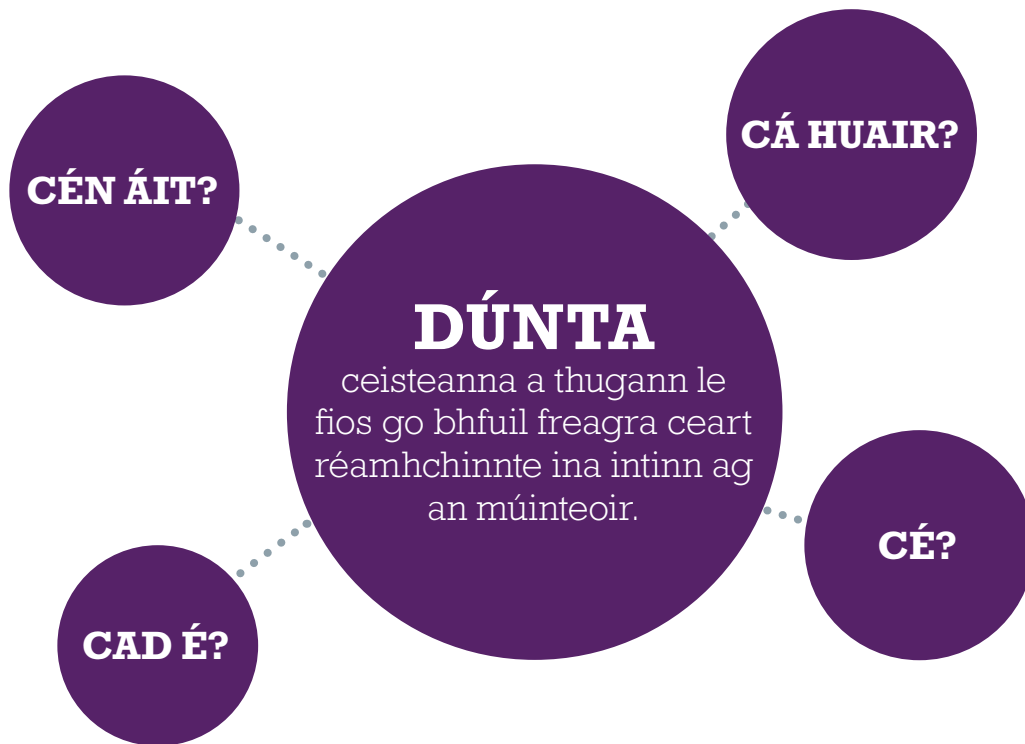 CÉN ÁIT?
CÁ HUAIR?
DÚNTA
ceisteanna a thugann le
fios go bhfuil freagra ceart
réamhchinnte ina intinn ag
an múinteoir.
CÉ?
CAD É?